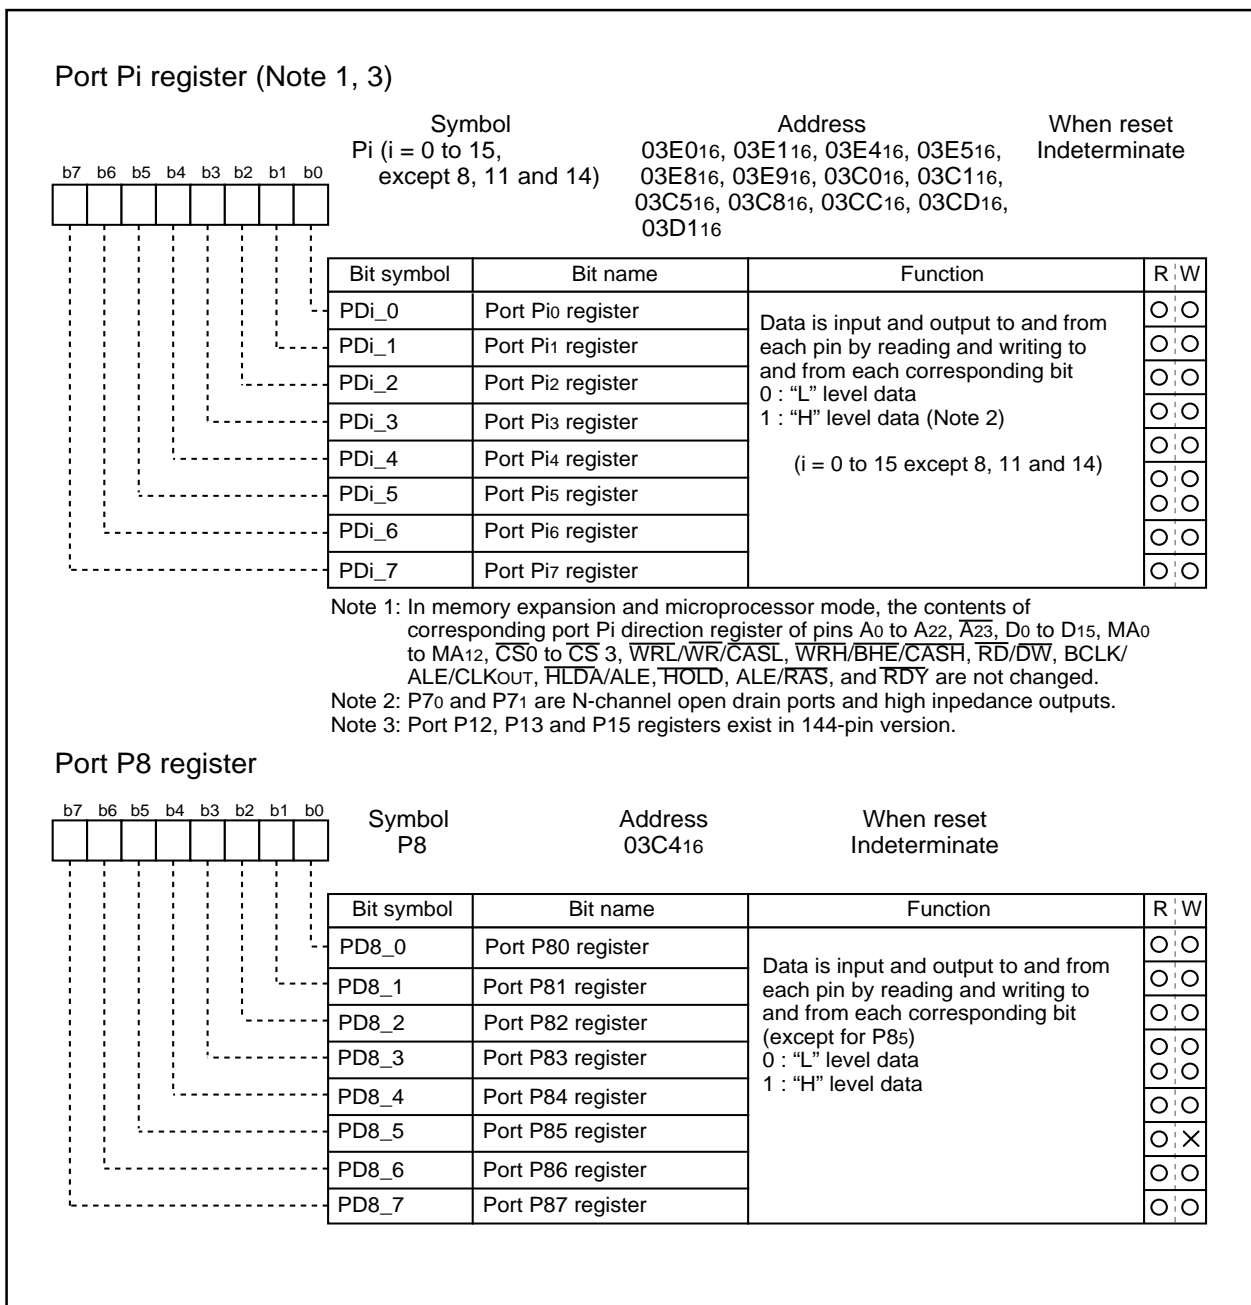 Port Pi register (Note 1, 3)
Symbol Address When reset
Pi (i = 0 to 15, 03E016, 03E116, 03E416, 03E516, Indeterminate
except 8, 11 and 14) 03E816, 03E916, 03C016, 03C116,
03C516, 03C816, 03CC16, 03CD16,
03D116
b7 b6 b5 b4 b3 b2 b1 b0
Bit symbol Bit name Function R W
PDi_0 Port Pi0 register
PDi_1 Port Pi1 register
PDi_2 Port Pi2 register
PDi_3 Port Pi3 register
PDi_4 Port Pi4 register
PDi_5 Port Pi5 register
PDi_6 Port Pi6 register
PDi_7 Port Pi7 register
Data is input and output to and from
each pin by reading and writing to
and from each corresponding bit
0 : “L” level data
1 : “H” level data (Note 2)
(i = 0 to 15 except 8, 11 and 14)
Note 1: In memory expansion and microprocessor mode, the contents of
corresponding port Pi direction register of pins A0 to A22, A23, D0 to D15, MA0
to MA12, CS0 to CS 3, WRL/WR/CASL, WRH/BHE/CASH, RD/DW, BCLK/
ALE/CLKOUT, HLDA/ALE, HOLD, ALE/RAS, and RDY are not changed.
Note 2: P70 and P71 are N-channel open drain ports and high inpedance outputs.
Note 3: Port P12, P13 and P15 registers exist in 144-pin version.
Port P8 register
b7 b6 b5 b4 b3 b2 b1 b0
Symbol Address When reset
P8 03C416 Indeterminate
Bit symbol Bit name Function R W
PD8_0 Port P80 register
PD8_1 Port P81 register
PD8_2 Port P82 register
PD8_3 Port P83 register
PD8_4 Port P84 register
PD8_5 Port P85 register
PD8_6 Port P86 register
PD8_7 Port P87 register
Data is input and output to and from
each pin by reading and writing to
and from each corresponding bit
(except for P85)
0 : “L” level data
1 : “H” level data